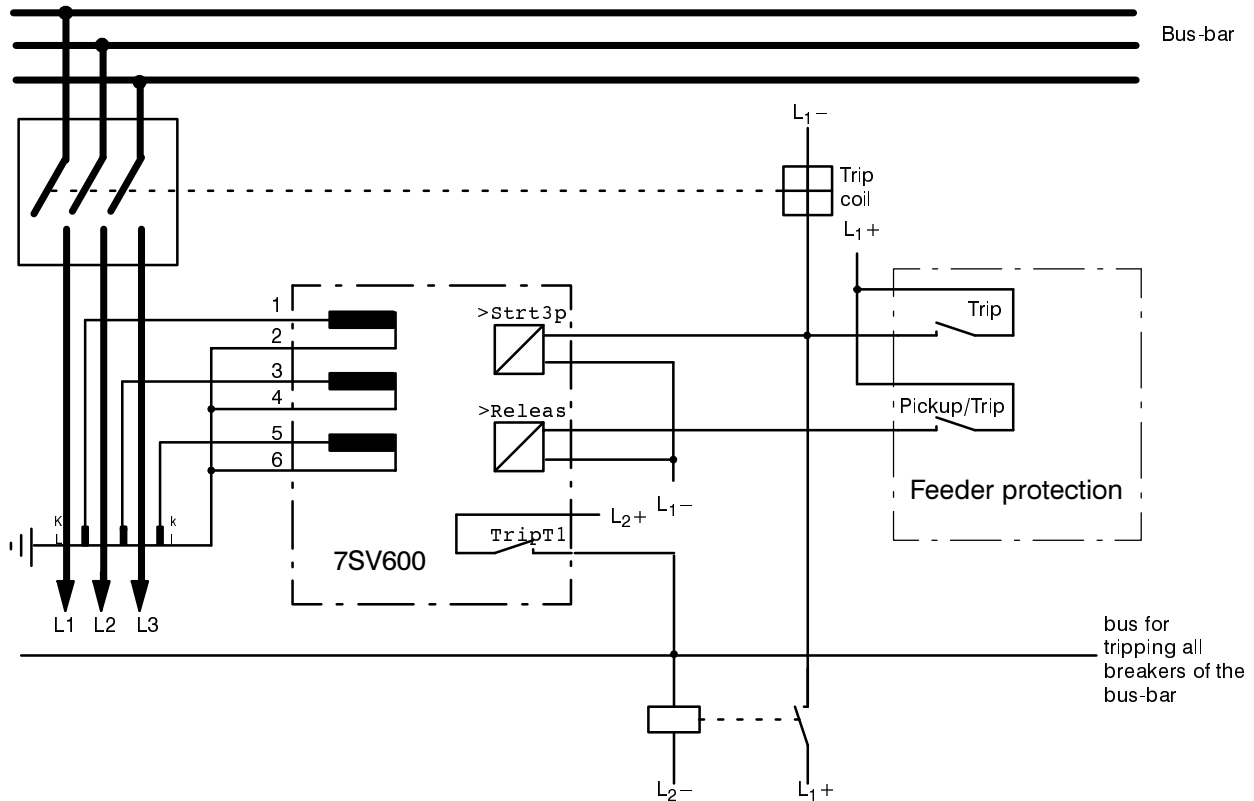 Bus-bar
L1−
Trip
coil
L1+
1
2
3
4
5
6
>Strt3p
>Releas
TripT1
7SV600
L2+
L1−
Trip
Pickup/Trip
Feeder protection
K
L
k
l
L1
L2
L3
bus for
tripping all
breakers of the
bus-bar
L2−
L1+